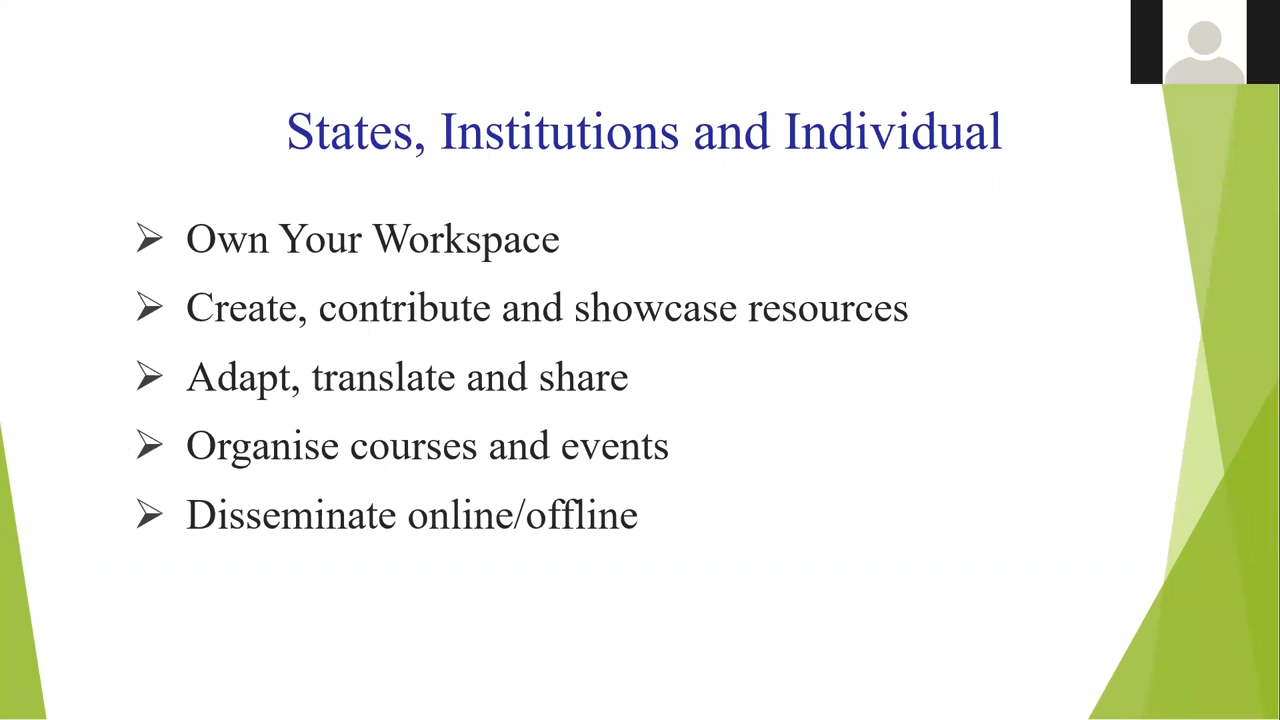 States, Institutions and Individual
Own Your Workspace
Create, contribute and showcase resources
Adapt, translate and share
Organise courses and events
Disseminate online/offline